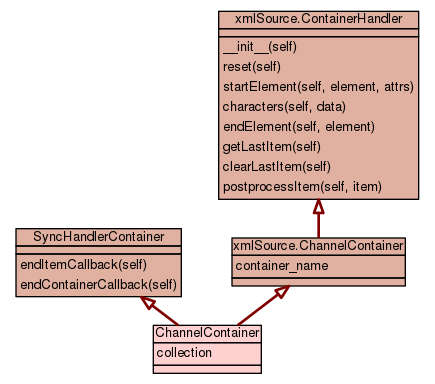 xmlSource.ContainerHandler
__init__(self)
reset(self)
startElement(self, element, attrs)
characters(self, data)
endElement(self, element)
getLastItem(self)
clearLastItem(self)
postprocessItem(self, item)
SyncHandlerContainer
endItemCallback(self)
endContainerCallback(self)
xmlSource.ChannelContainer
container_name
ChannelContainer
collection